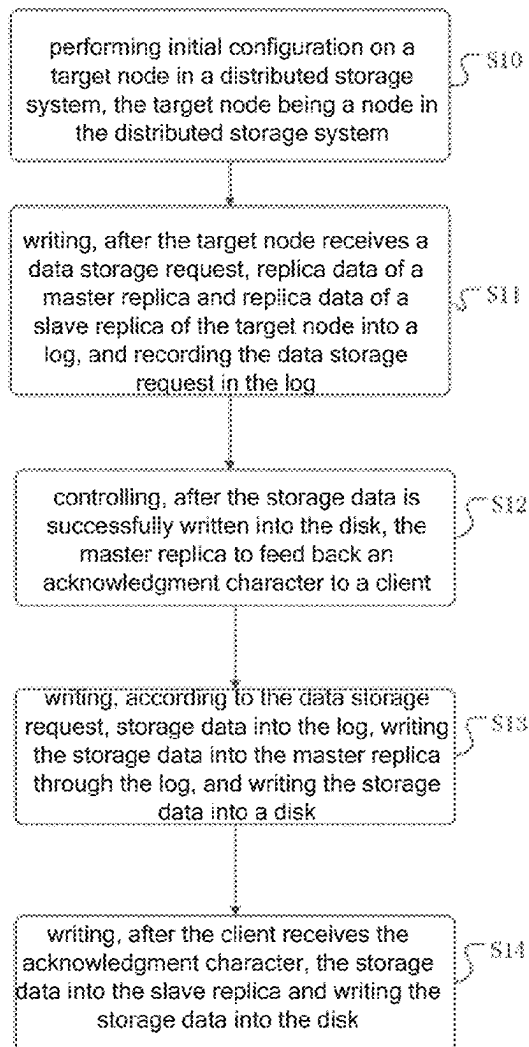 performing initial configuration on a
target node in a distributed storage
system, the target node being a node in
the distributed storage system
S10
writing, after the target node receives a
data storage request, replica data of a
master replica and replica data of a
slave replica of the target node into a
log, and recording the data storage
request in the log
S11
controlling, after the storage data is
successfully written into the disk, the
master replica to feed back an
acknowledgment character to a client
S12
writing, according to the data storage
request, storage data into the log, writing
the storage data into the master replica
through the log, and writing the storage
data into a disk
S13
writing, after the client receives the
acknowledgment character, the storage
data into the slave replica and writing the
storage data into the disk
S14